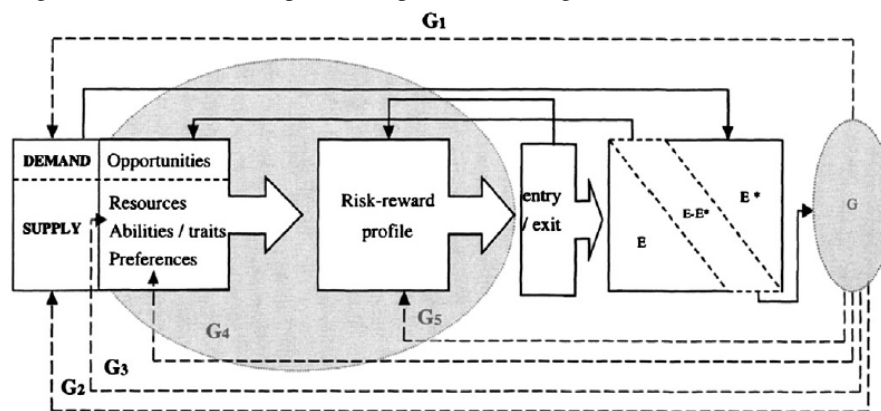 G1
DEMAND
Opportunities
SUPPLY
Resources
Abilities / traits
Preferences
Risk-reward
profile
entry
/ exit
E
E-E*
E *
G
G4
G5
G3
G2